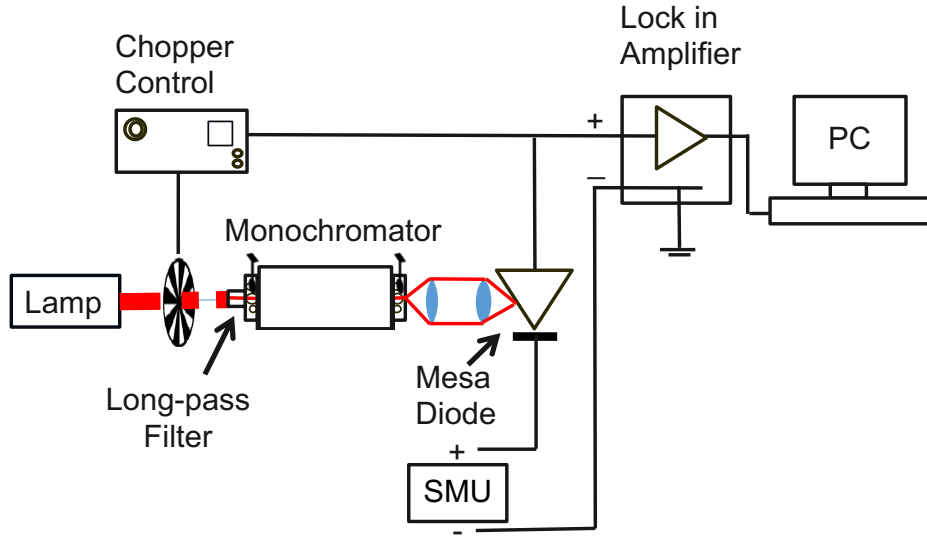 Lock in
Amplifier
Chopper
Control
+
PC
–
Monochromator
Lamp
Mesa
Diode
Long-pass
Filter
+
SMU
-